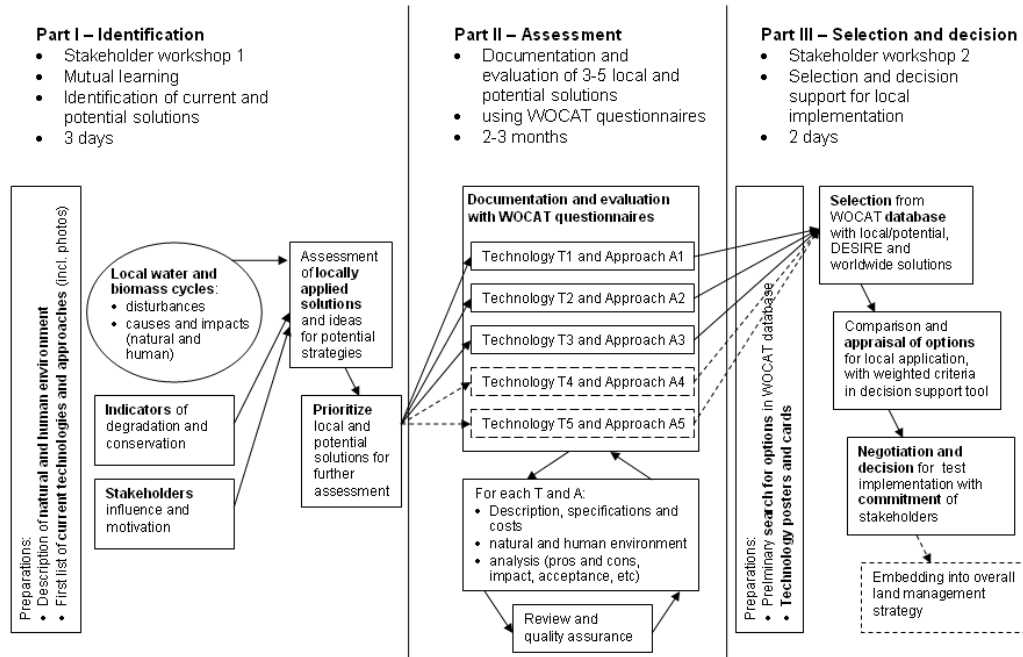 Part I – Identification
• Stakeholder workshop 1
• Mutual learning
• Identification of current and
potential solutions
• 3 days
Preparations:
• Description of natural and human environment
• First list of current technologies and approaches (incl. photos)
Local water and
biomass cycles:
• disturbances
• causes and impacts
(natural and
human)
Indicators of
degradation and
conservation
Stakeholders
influence and
motivation
Assessment
of locally
applied
solutions
and ideas
for potential
strategies
Prioritize
local and
potential
solutions for
further
assessment
Part II – Assessment
• Documentation and
evaluation of 3-5 local and
potential solutions
• using WOCAT questionnaires
• 2-3 months
Documentation and evaluation
with WOCAT questionnaires
Technology T1 and Approach A1
Technology T2 and Approach A2
Technology T3 and Approach A3
Technology T4 and Approach A4
Technology T5 and Approach A5
For each T and A:
• Description, specifications and
costs
• natural and human environment
• analysis (pros and cons,
impact, acceptance, etc)
Review and
quality assurance
Part III – Selection and decision
• Stakeholder workshop 2
• Selection and decision
support for local
implementation
• 2 days
Preparations:
• Prelminary search for options in WOCAT database
• Technology posters and cards
Selection from
WOCAT database
with local/potential,
DESIRE and
worldwide solutions
Comparison and
appraisal of options
for local application,
with weighted criteria
in decision support tool
Negotiation and
decision for test
implementation with
commitment of
stakeholders
Embedding into overall
land management
strategy